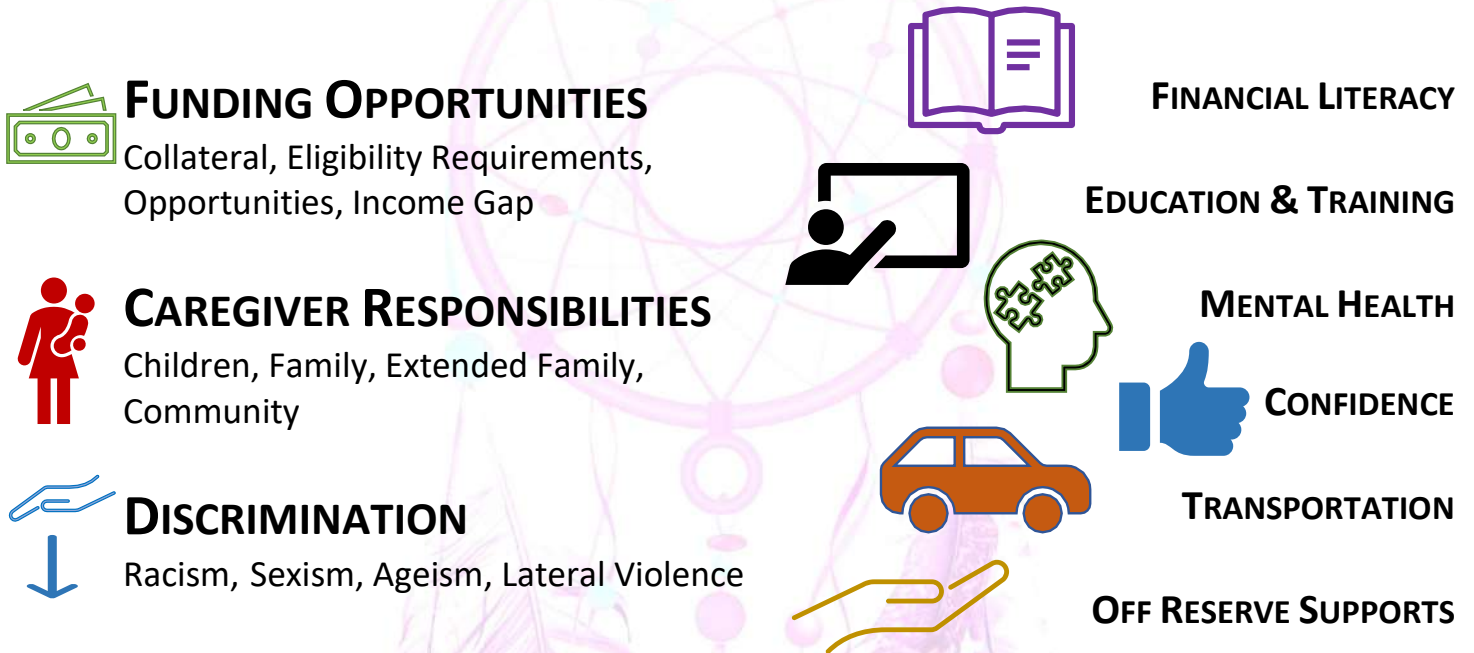 FUNDING OPPORTUNITIES
Collateral, Eligibility Requirements,
Opportunities, Income Gap
CAREGIVER RESPONSIBILITIES
Children, Family, Extended Family,
Community
DISCRIMINATION
Racism, Sexism, Ageism, Lateral Violence
FINANCIAL LITERACY
EDUCATION & TRAINING
MENTAL HEALTH
CONFIDENCE
TRANSPORTATION
OFF RESERVE SUPPORTS